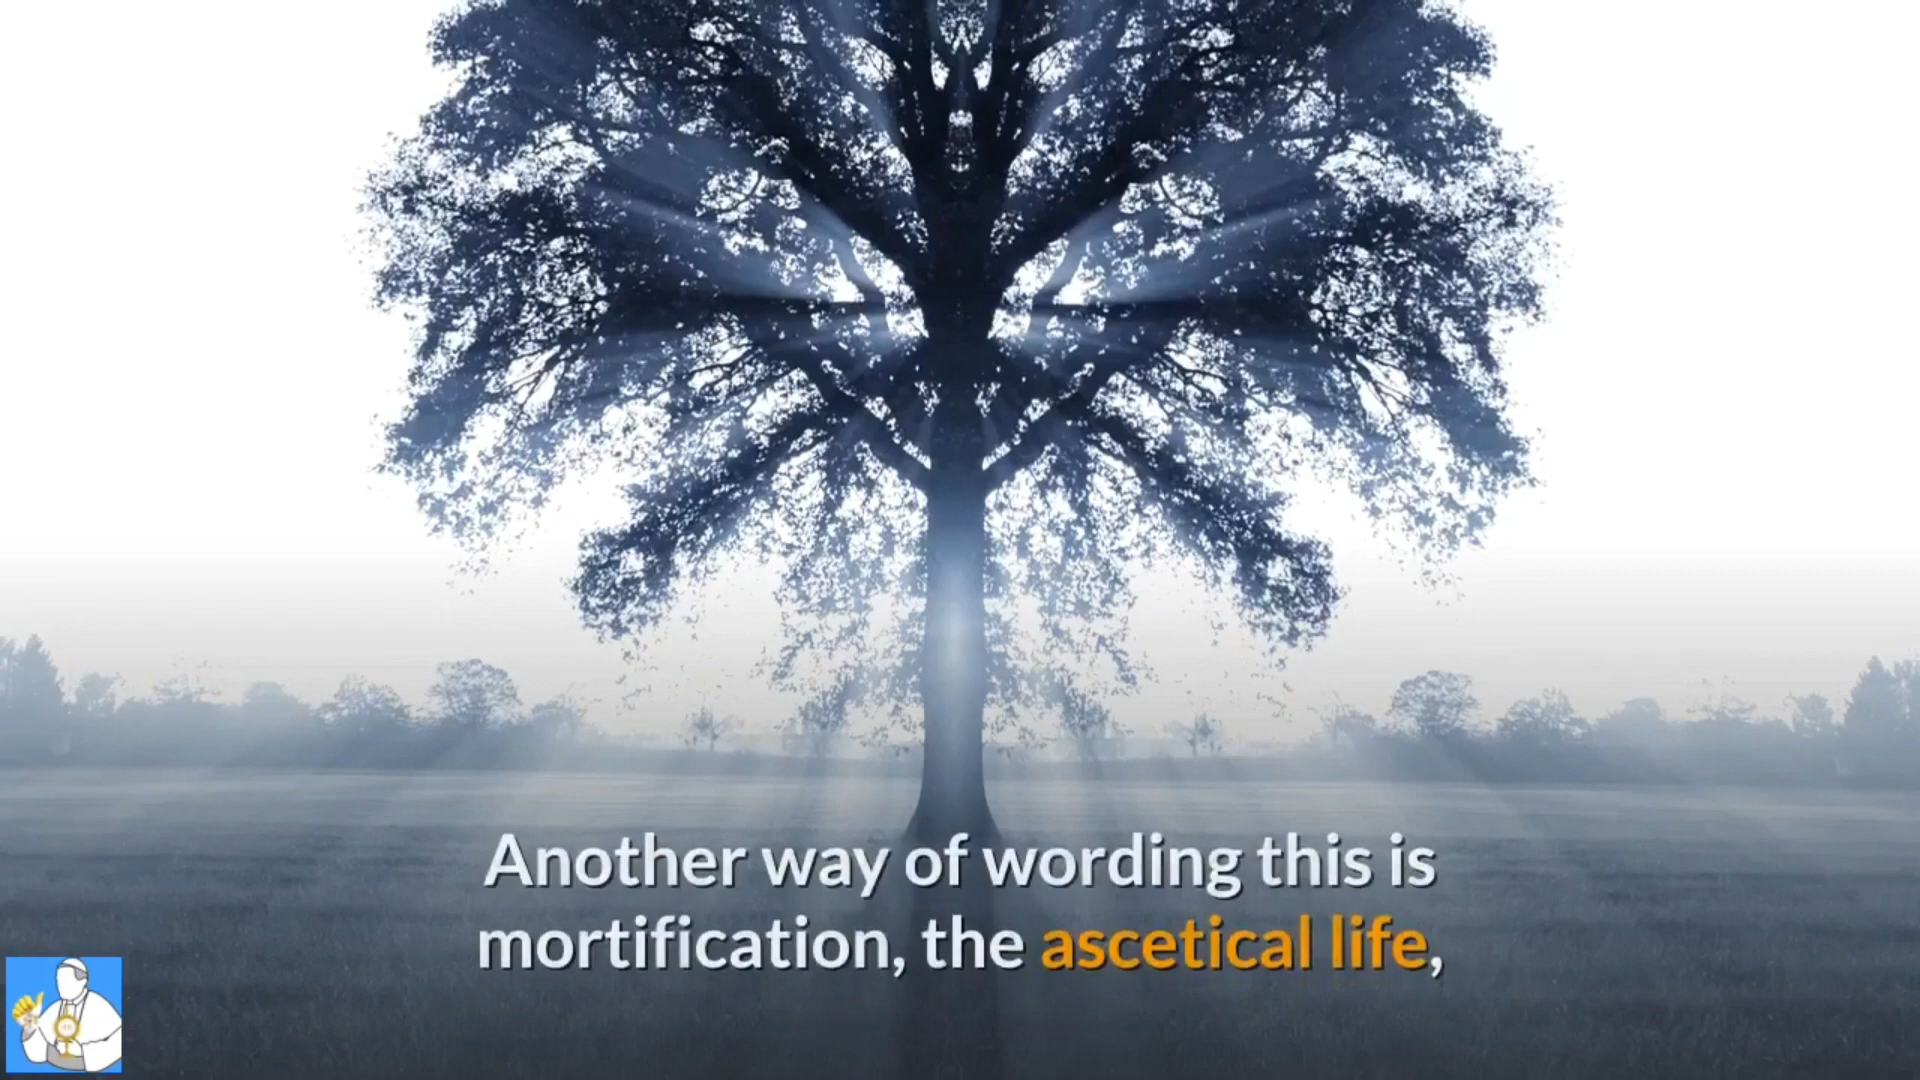 Another way of wording this is
mortification, the ascetical life,